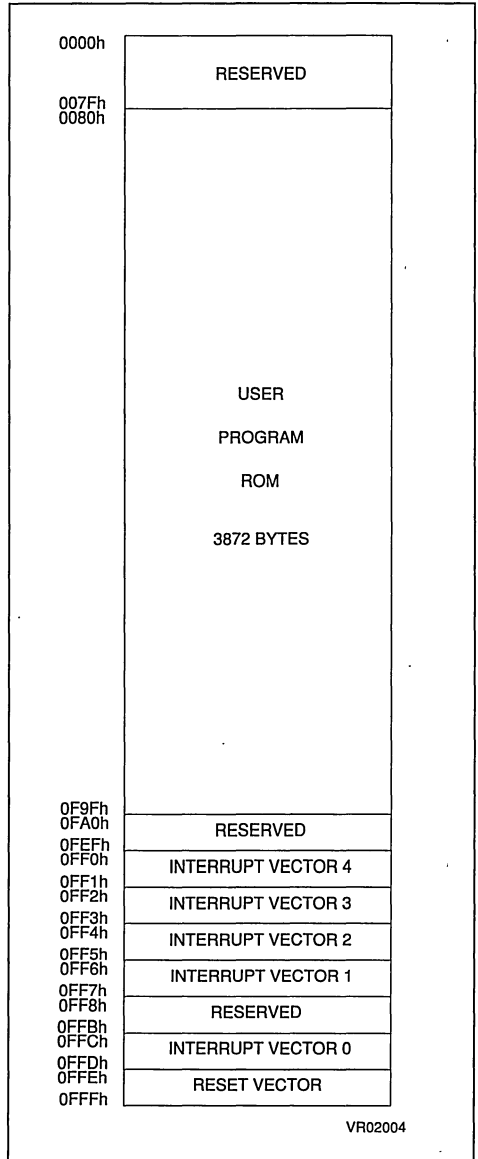 0000h
RESERVED
007Fh
0080h
USER
PROGRAM
ROM
3872 BYTES
0F9Fh
0FA0h
RESERVED
0FEFh
0FF0h
INTERRUPT VECTOR 4
0FF1h
0FF2h
INTERRUPT VECTOR 3
0FF3h
0FF4h
INTERRUPT VECTOR 2
0FF5h
0FF6h
INTERRUPT VECTOR 1
0FF7h
0FF8h
RESERVED
0FFBh
0FFCh
INTERRUPT VECTOR 0
0FFDh
0FFEh
RESET VECTOR
0FFFh
VR02004